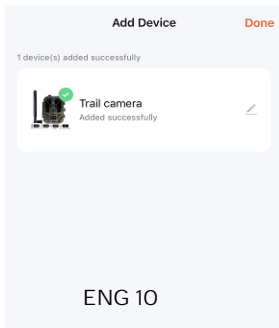 Add Device
Done
1 device(s) added successfully
Trail camera
Added successfully
ENG 10